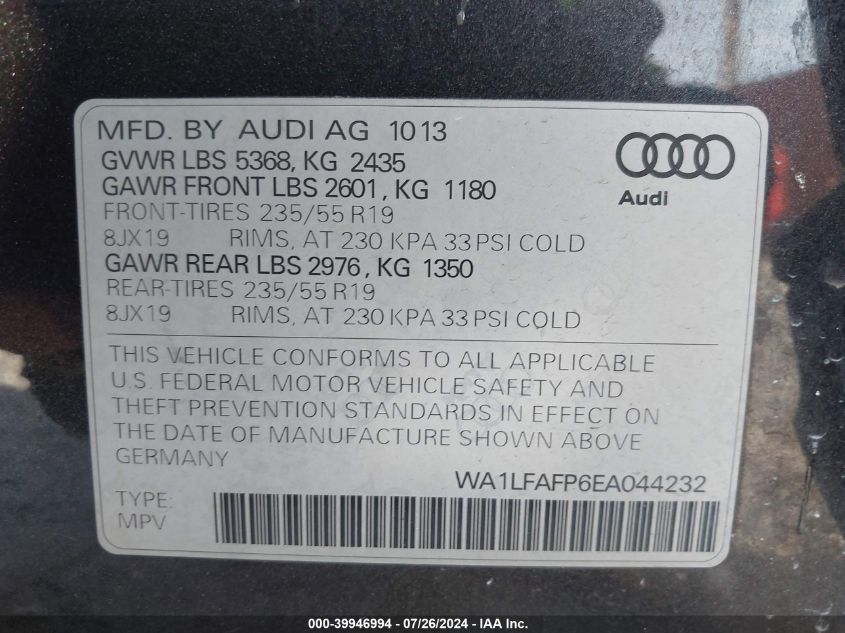 MFD. BY AUDI AG 1013
GVWR LBS 5368, KG 2435
GAWR FRONT LBS 2601, KG 1180
FRONT-TIRES 235/55 R19
8JX19 RIMS, AT 230 KPA 33 PSI COLD
GAWR REAR LBS 2976, KG 1350
REAR-TIRES 235/55 R19
8JX19 RIMS, AT 230 KPA 33 PSI COLD
Audi
THIS VEHICLE CONFORMS TO ALL APPLICABLE
U.S. FEDERAL MOTOR VEHICLE SAFETY AND
THEFT PREVENTION STANDARDS IN EFFECT ON
THE DATE OF MANUFACTURE SHOWN ABOVE
GERMANY
WA1LFAFP6EA044232
TYPE:
MPV
000-39946994 - 07/26/2024 - IAA Inc.